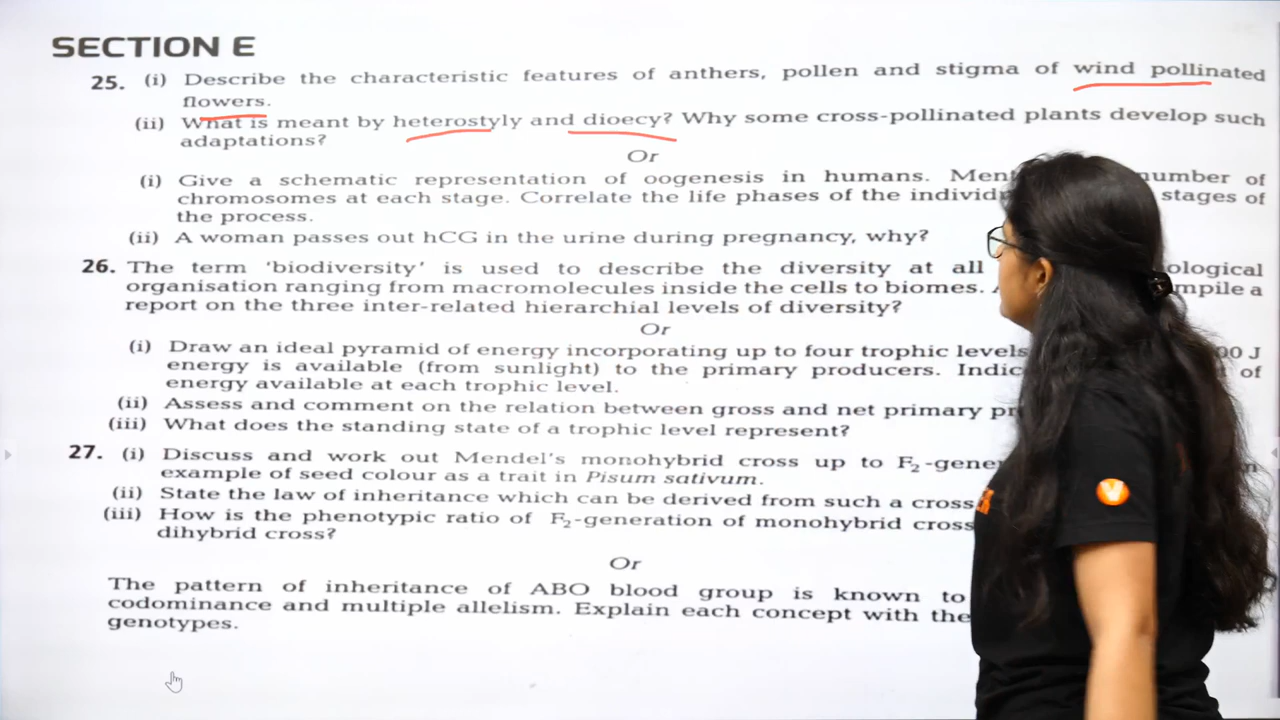 SECTION E
25. (i) Describe the characteristic features of anthers, pollen and stigma of wind pollinated
flowers.
(ii) What is meant by heterostyly and dioecy? Why some cross-pollinated plants develop such
adaptations?
Or
(i) Give a schematic representation of oogenesis in humans. number of
chromosomes at each stage. Correlate the life phases of the stages of
the process.
(ii) A woman passes out hCG in the urine during pregnancy, why?
26. The term ‘biodiversity’ is used to describe the diversity at all
organisation ranging from macromolecules inside the cells to biomes. a
report on the three inter-related hierarchial levels of diversity?
Or
(i) Draw an ideal pyramid of energy incorporating up to four trophic levels J
energy is available (from sunlight) to the primary producers. of
energy available at each trophic level.
(ii) Assess and comment on the relation between gross and net primary
(iii) What does the standing state of a trophic level represent?
27. (i) Discuss and work out Mendel's monohybrid cross up to
example of seed colour as a trait in Pisum sativum.
(ii) State the law of inheritance which can be derived from such a cross
(iii) How is the phenotypic ratio of F2-generation of monohybrid cross
dihybrid cross?
Or
The pattern of inheritance of ABO blood group is known to
codominance and multiple allelism. Explain each concept with the
genotypes.
V